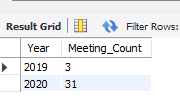 Result Grid Filter Rows:
Year Meeting_Count
2019 3
2020 31